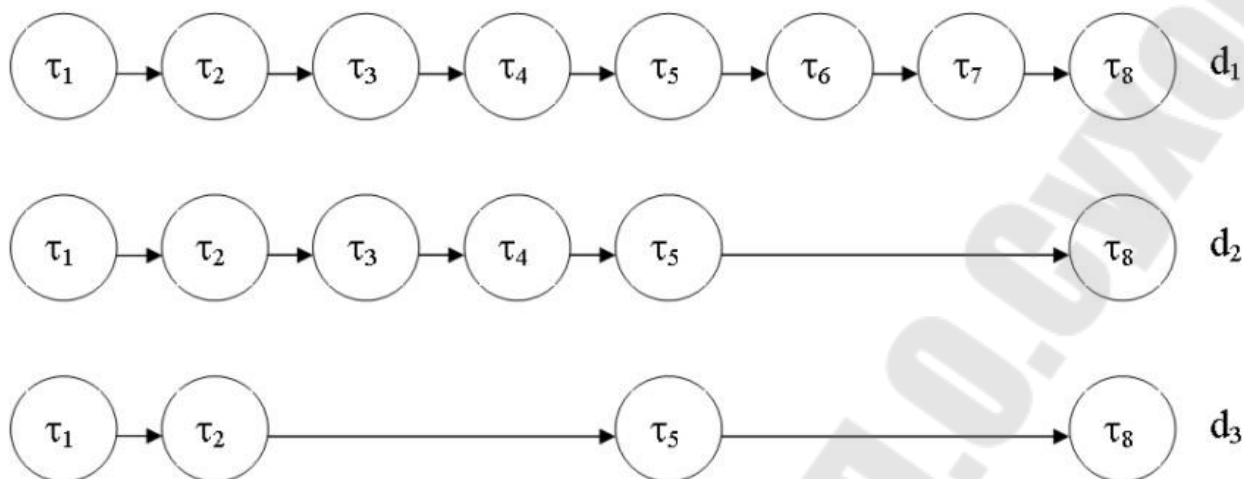 τ₁ τ₂ τ₃ τ₄ τ₅ τ₆ τ₇ τ₈ d₁
τ₁ τ₂ τ₃ τ₄ τ₅ τ₈ d₂
τ₁ τ₂ τ₅ τ₈ d₃